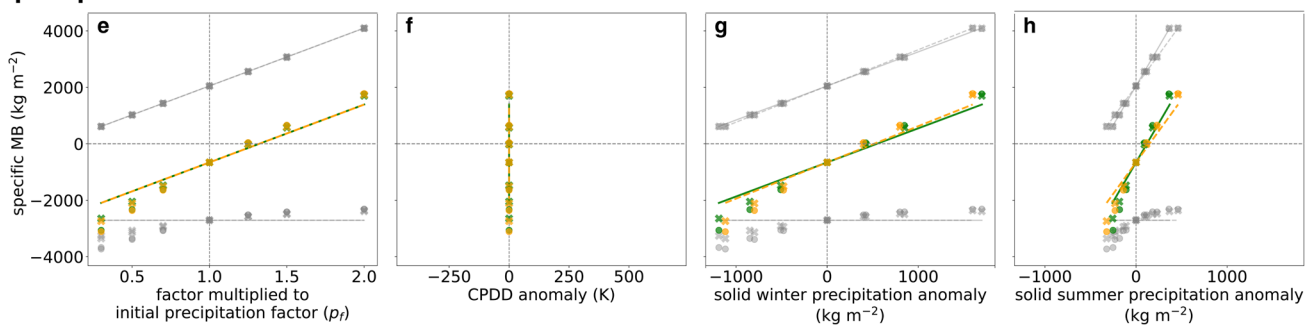 e
f
g
h
specific MB (kg m⁻²)
4000
2000
0
−2000
−4000
0.5 1.0 1.5 2.0
factor multiplied to
initial precipitation factor (p_f)
−250 0 250 500
CPDD anomaly (K)
−1000 0 1000
solid winter precipitation anomaly
(kg m⁻²)
−1000 0 1000
solid summer precipitation anomaly
(kg m⁻²)